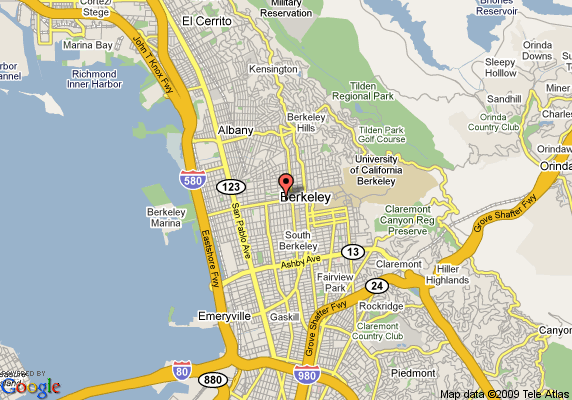 Cortez/
Stege
El Cerrito
Military
Reservation
Briones
Reservoir
Marina Bay
John T Knox Fwy
Orinda
Downs
Sleepy
Holllow
Richmond
Inner Harbor
Kensington
Tilden
Regional Park
Sandhill
Miner
Albany
Berkeley
Hills
Tilden Park
Golf Course
Orinda
Country Club
Charles
Orindaw
University
of California
Berkeley
Orinda
580
123
Berkeley
Berkeley
Marina
San Pablo Ave
Eastshore Fwy
Claremont
Canyon Reg
Preserve
Grove Shafter Fwy
South
Berkeley
13
Ashby Ave
Claremont
Hiller
Highlands
Fairview
Park
24
Rockridge
Emeryville
Gaskill
Grove Shafter Fwy
Claremont
Country Club
Canyon
80
880
980
Piedmont
POWERED BY
Google
Map data ©2009 Tele Atlas